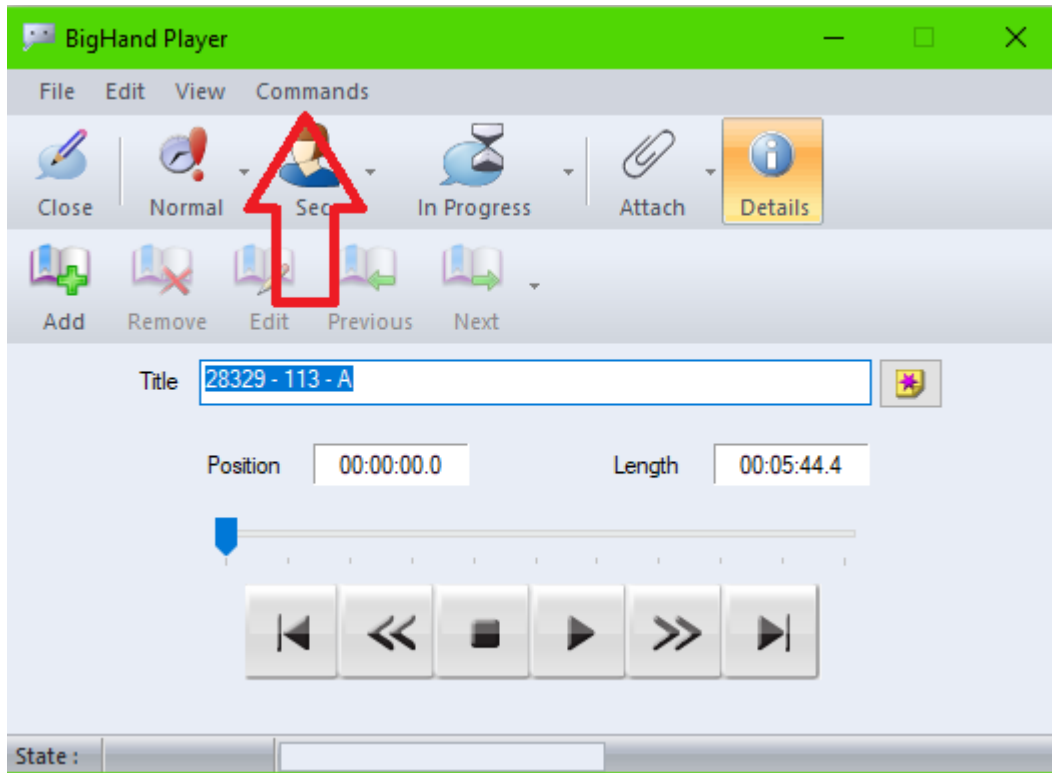 BigHand Player
File Edit View Commands
Close Normal Sec In Progress Attach Details
Add Remove Edit Previous Next
Title 28329 - 113 - A
Position 00:00:00.0 Length 00:05:44.4
State :